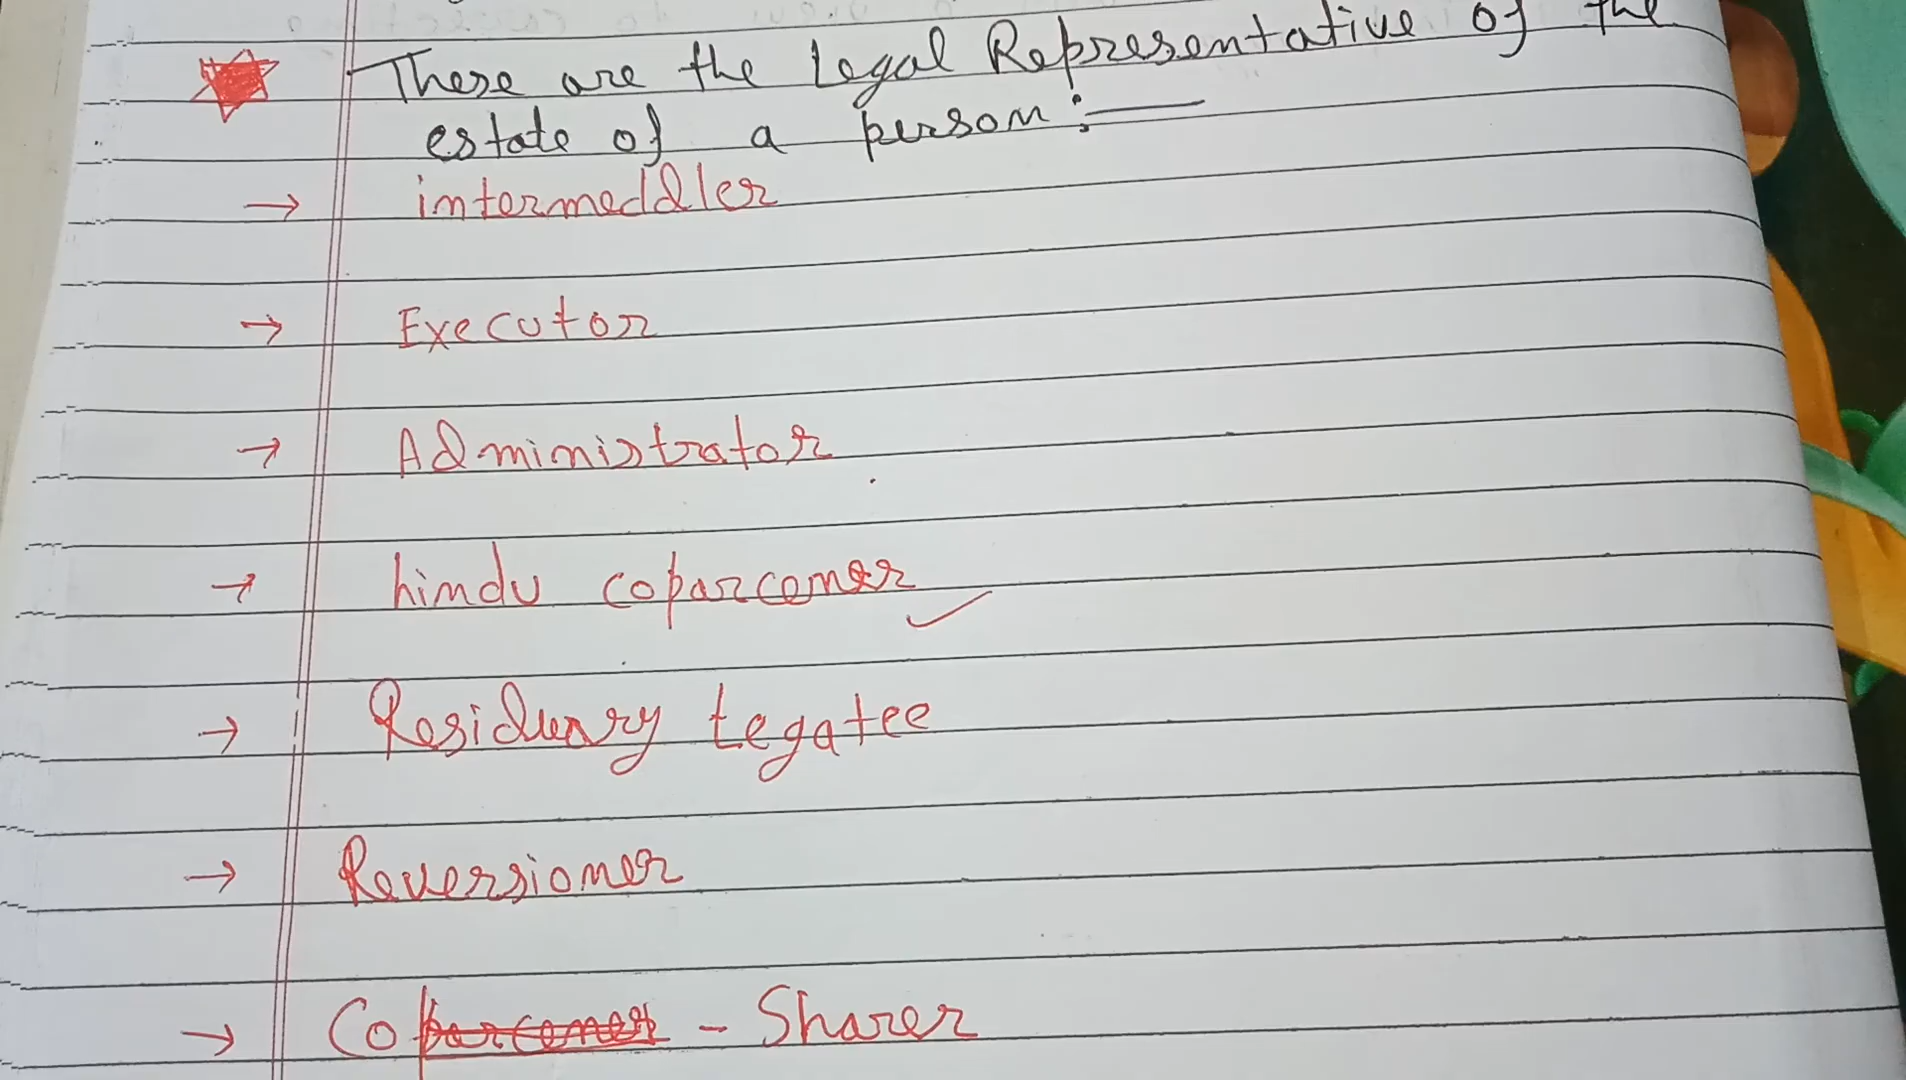 These are the Legal Representative of the
estate of a person :—
→ intermeddler
→ Executor
→ Administrator
→ hindu coparcener
→ Residuary Legatee
→ Reversioner
→ Co - Sharer